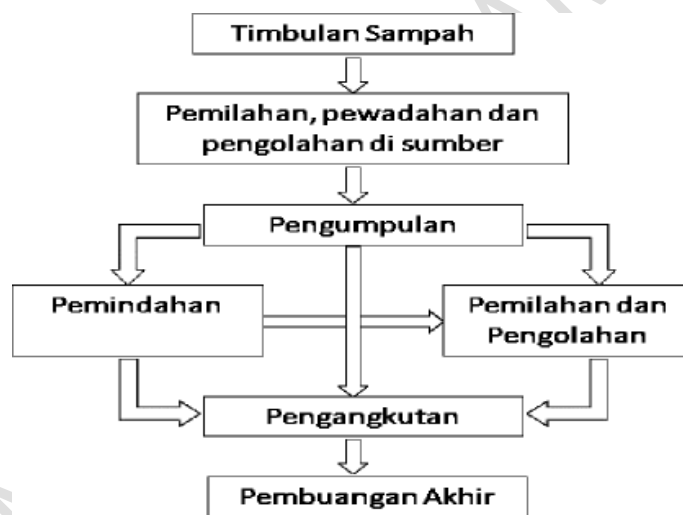 Timbulan Sampah
Pemilahan, pewadahan dan
pengolahan di sumber
Pengumpulan
Pemindahan
Pemilahan dan
Pengolahan
Pengangkutan
Pembuangan Akhir